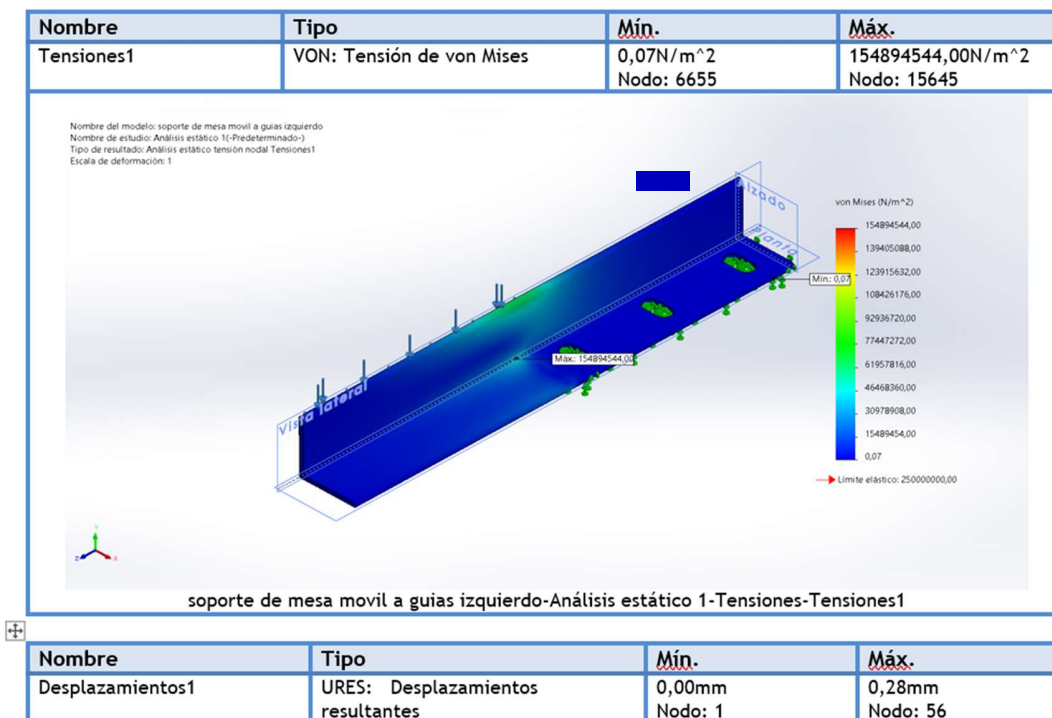 Nombre Tipo Mín. Máx.
Tensiones1 VON: Tensión de von Mises 0,07N/m^2 154894544,00N/m^2
Nodo: 6655 Nodo: 15645
Nombre del modelo: soporte de mesa movil a guias izquierdo
Nombre de estudio: Análisis estático 1(-Predeterminado-)
Tipo de resultado: Análisis estático tensión nodal Tensiones1
Escala de deformación: 1
Alzado
Planta
Mín.: 0,07
Máx.: 154894544,00
Vista lateral
von Mises (N/m^2)
154894544,00
139405088,00
123915632,00
108426176,00
92936720,00
77447272,00
61957816,00
46468360,00
30978908,00
15489454,00
0,07
Límite elástico: 250000000,00
Y
Z X
soporte de mesa movil a guias izquierdo-Análisis estático 1-Tensiones-Tensiones1
Nombre Tipo Mín. Máx.
Desplazamientos1 URES: Desplazamientos 0,00mm 0,28mm
resultantes Nodo: 1 Nodo: 56